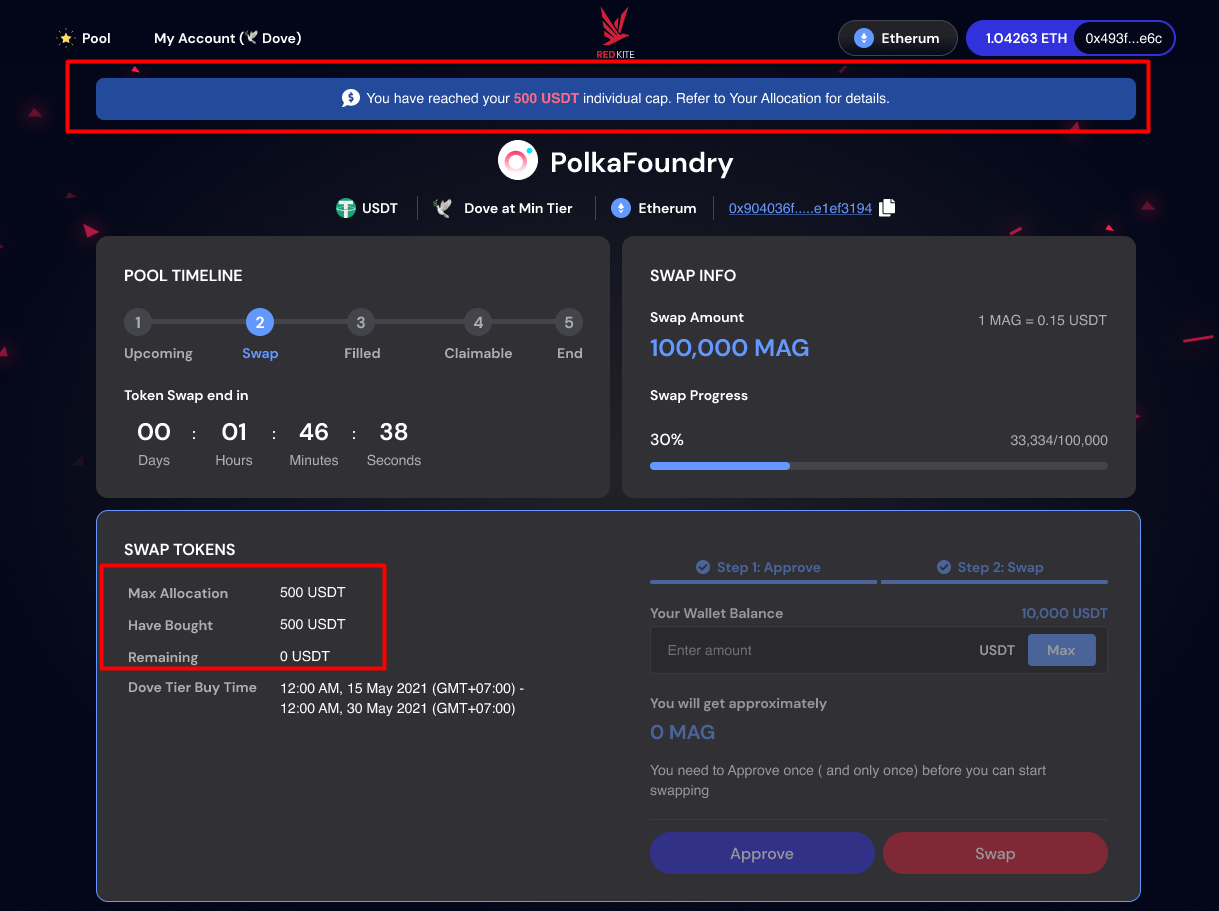 Pool
My Account ( Dove)
REDKITE
Etherum
1.04263 ETH
0x493f...e6c
You have reached your 500 USDT individual cap. Refer to Your Allocation for details.
PolkaFoundry
USDT
Dove at Min Tier
Etherum
0x904036f.....e1ef3194
POOL TIMELINE
1 2 3 4 5
Upcoming Swap Filled Claimable End
Token Swap end in
00 : 01 : 46 : 38
Days Hours Minutes Seconds
SWAP INFO
Swap Amount
1 MAG = 0.15 USDT
100,000 MAG
Swap Progress
30%
33,334/100,000
SWAP TOKENS
Max Allocation 500 USDT
Have Bought 500 USDT
Remaining 0 USDT
Dove Tier Buy Time 12:00 AM, 15 May 2021 (GMT+07:00) -
12:00 AM, 30 May 2021 (GMT+07:00)
Step 1: Approve
Step 2: Swap
Your Wallet Balance
10,000 USDT
Enter amount
USDT
Max
You will get approximately
0 MAG
You need to Approve once ( and only once) before you can start
swapping
Approve
Swap